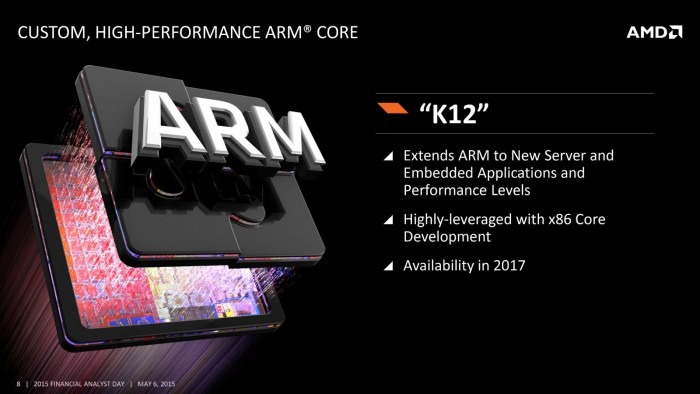 CUSTOM, HIGH-PERFORMANCE ARM® CORE
AMD
ARM
“K12”
Extends ARM to New Server and
Embedded Applications and
Performance Levels
Highly-leveraged with x86 Core
Development
Availability in 2017
8 | 2015 FINANCIAL ANALYST DAY | MAY 6, 2015